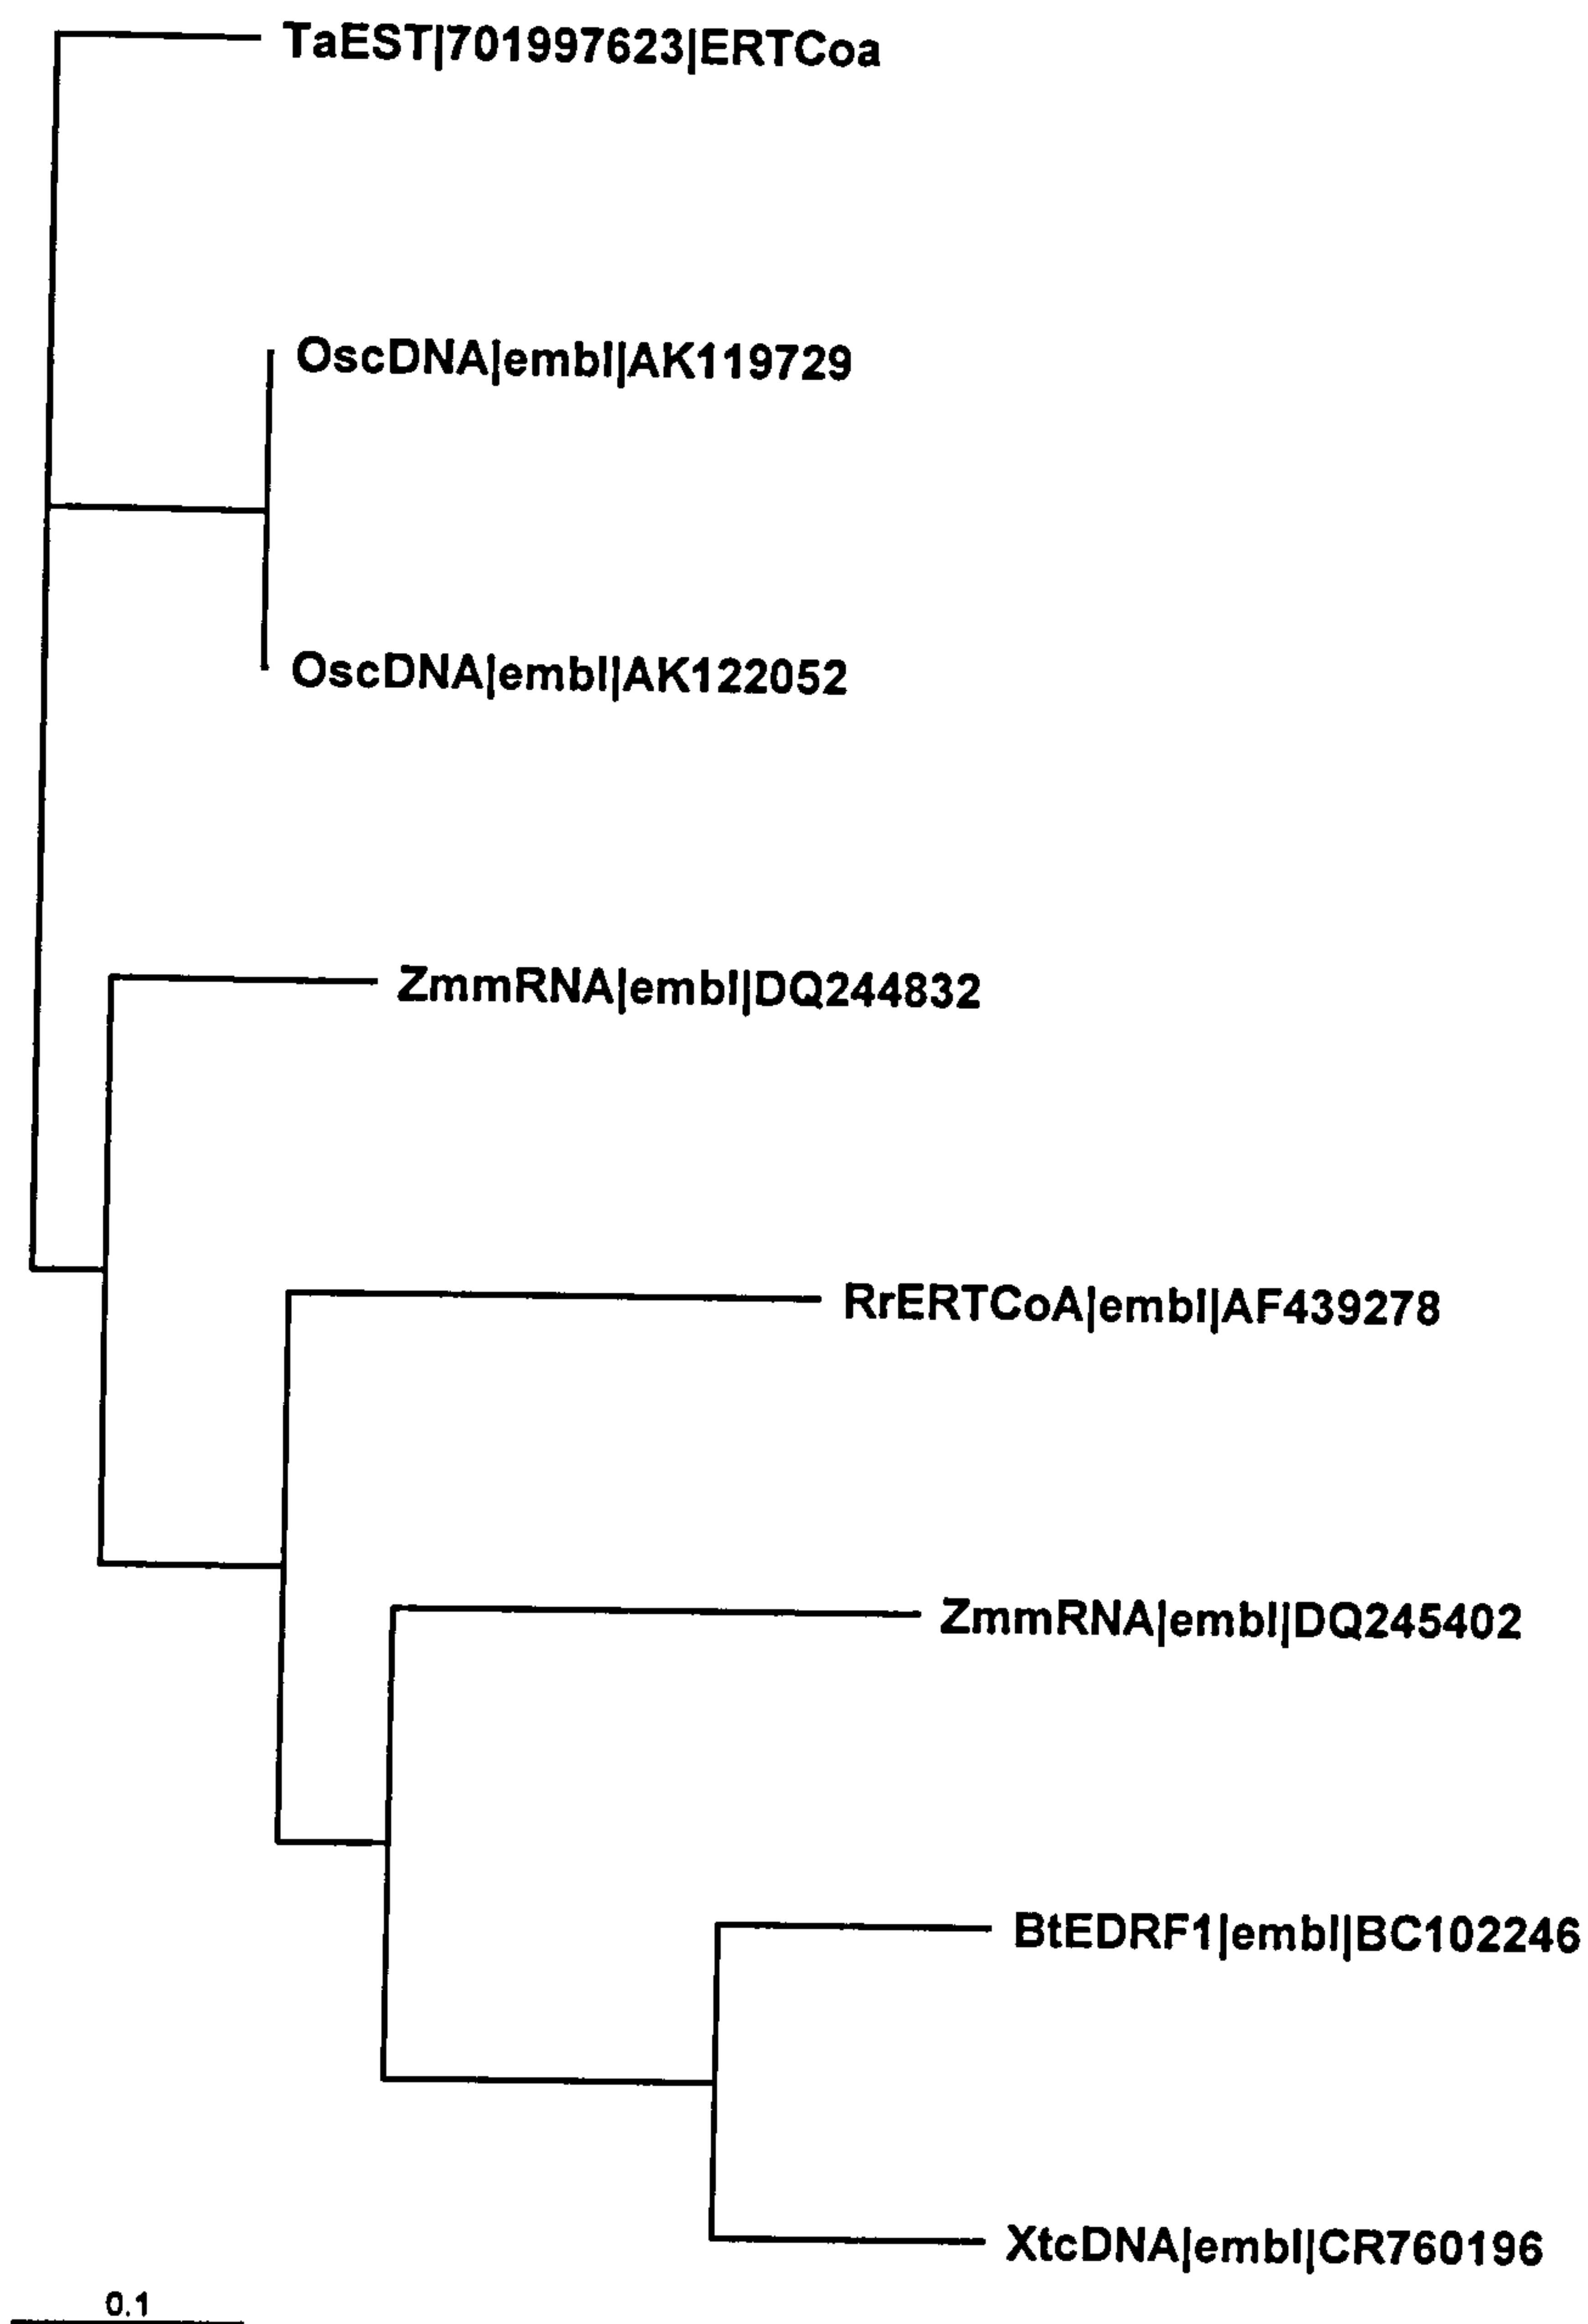 TaEST|701997623|ERTCoa
OscDNA|embl|AK119729
OscDNA|embl|AK122052
ZmmRNA|embl|DQ244832
RrERTCoA|embl|AF439278
ZmmRNA|embl|DQ245402
BtEDRF1|embl|BC102246
XtcDNA|embl|CR760196
0.1